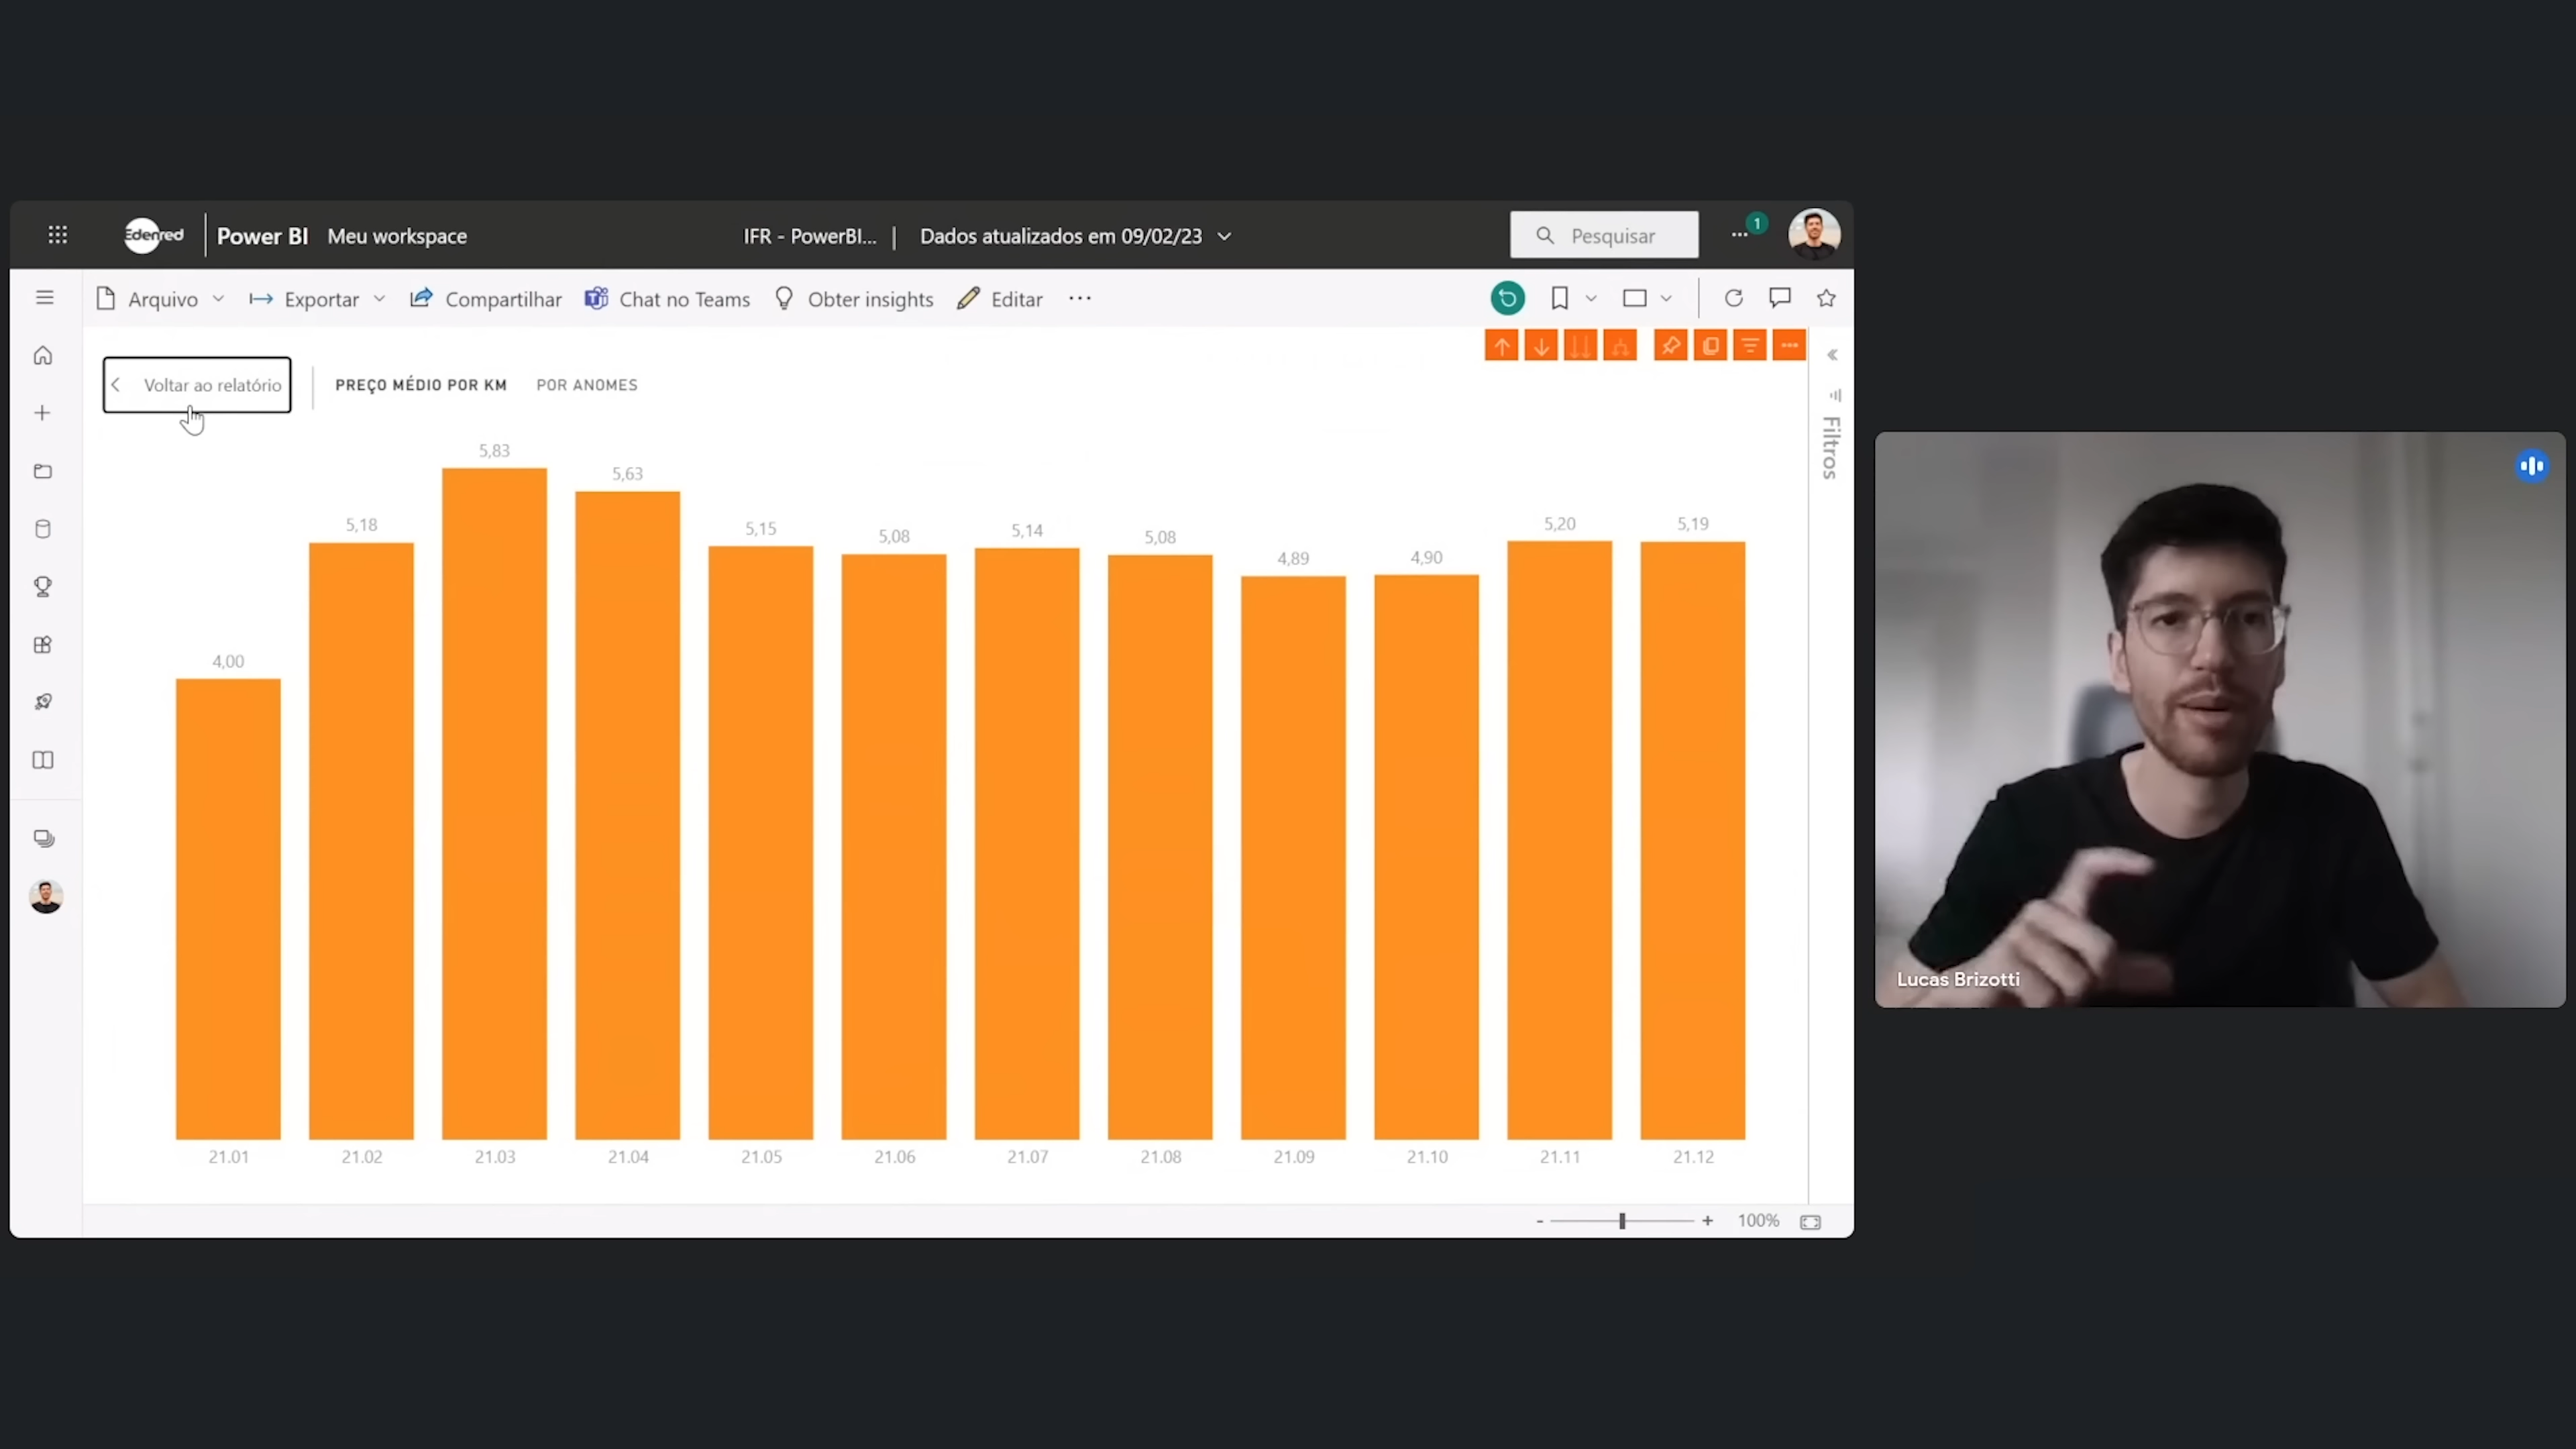 Edenred
Power BI
Meu workspace
IFR - PowerBI... | Dados atualizados em 09/02/23
Pesquisar
1
Arquivo
Exportar
Compartilhar
Chat no Teams
Obter insights
Editar
Voltar ao relatório
PREÇO MÉDIO POR KM
POR ANOMES
Filtros
4,00
5,18
5,83
5,63
5,15
5,08
5,14
5,08
4,89
4,90
5,20
5,19
21.01
21.02
21.03
21.04
21.05
21.06
21.07
21.08
21.09
21.10
21.11
21.12
- + 100%
Lucas Brizotti